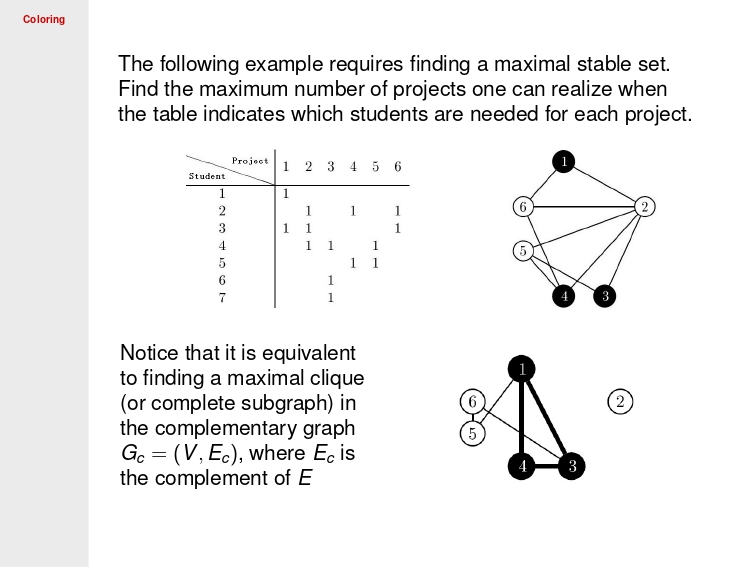 Coloring
The following example requires finding a maximal stable set.
Find the maximum number of projects one can realize when
the table indicates which students are needed for each project.
Project 1 2 3 4 5 6
Student
1 1
2 1 1 1
3 1 1 1
4 1 1 1
5 1 1
6 1
7 1
1
6 2
5
4 3
Notice that it is equivalent
to finding a maximal clique
(or complete subgraph) in
the complementary graph
G_c = (V, E_c), where E_c is
the complement of E
1
6 2
5
4 3